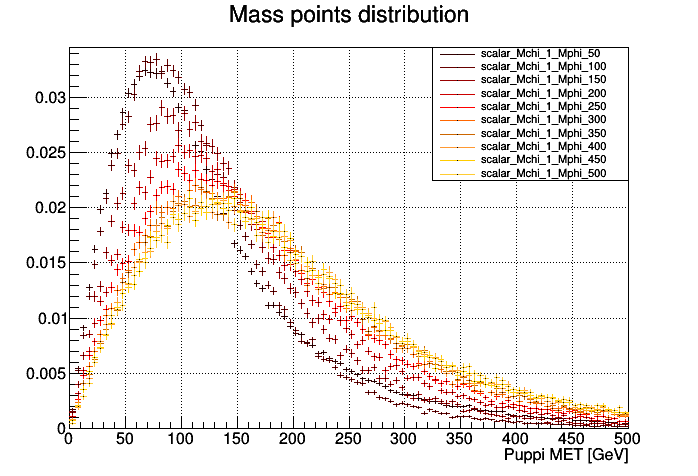 Mass points distribution
scalar_Mchi_1_Mphi_50
scalar_Mchi_1_Mphi_100
scalar_Mchi_1_Mphi_150
scalar_Mchi_1_Mphi_200
scalar_Mchi_1_Mphi_250
scalar_Mchi_1_Mphi_300
scalar_Mchi_1_Mphi_350
scalar_Mchi_1_Mphi_400
scalar_Mchi_1_Mphi_450
scalar_Mchi_1_Mphi_500
0.03
0.025
0.02
0.015
0.01
0.005
0
0 50 100 150 200 250 300 350 400 450 500
Puppi MET [GeV]